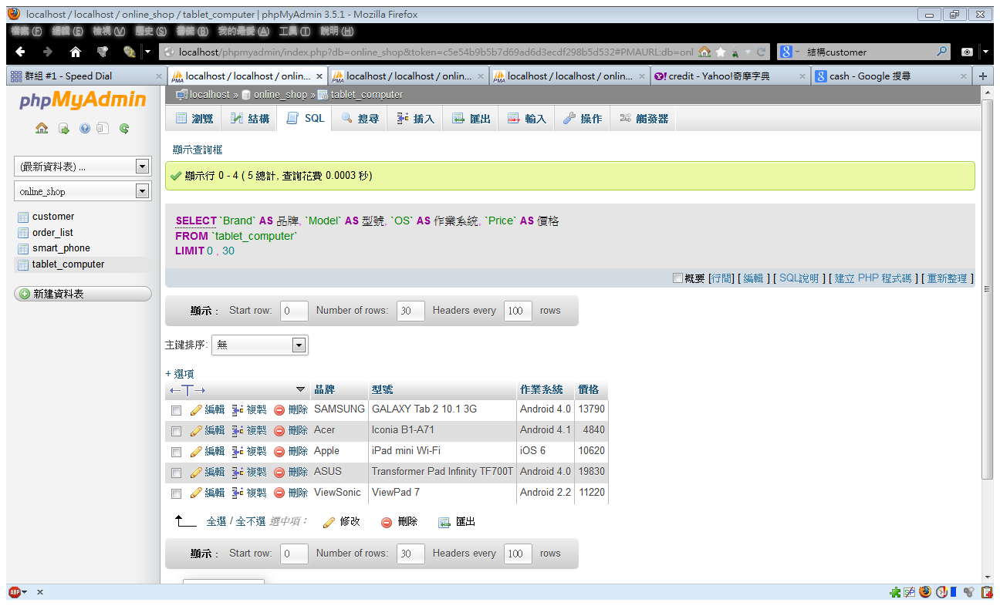 localhost / localhost / online_shop / tablet_computer | phpMyAdmin 3.5.1 - Mozilla Firefox
檔案 (F) 編輯 (E) 檢視 (V) 歷史 (S) 書籤 (B) 我的最愛 (A) 工具 (T) 說明 (H)
localhost/phpmyadmin/index.php?db=online_shop&token=c5e54b9b5b7d69ad6d3ecdf298b5d532#PMAURL:db=onl 結構customer
群組 #1 - Speed Dial localhost / localhost / onlin... localhost / localhost / onlin... localhost / localhost / onlin... credit - Yahoo!奇摩字典 cash - Google 搜尋
phpMyAdmin
(最新資料表) ...
online_shop
customer
order_list
smart_phone
tablet_computer
新建資料表
localhost » online_shop » tablet_computer
瀏覽 結構 SQL 搜尋 插入 匯出 輸入 操作 觸發器
顯示查詢框
顯示行 0 - 4 ( 5 總計, 查詢花費 0.0003 秒)
SELECT `Brand` AS 品牌, `Model` AS 型號, `OS` AS 作業系統, `Price` AS 價格
FROM `tablet_computer`
LIMIT 0 , 30
概要 [行間] [ 編輯 ] [ SQL說明 ] [ 建立 PHP 程式碼 ] [ 重新整理 ]
顯示 : Start row: 0 Number of rows: 30 Headers every 100 rows
主鍵排序: 無
+ 選項
←T→ 品牌 型號 作業系統 價格
編輯 複製 刪除 SAMSUNG GALAXY Tab 2 10.1 3G Android 4.0 13790
編輯 複製 刪除 Acer Iconia B1-A71 Android 4.1 4840
編輯 複製 刪除 Apple iPad mini Wi-Fi iOS 6 10620
編輯 複製 刪除 ASUS Transformer Pad Infinity TF700T Android 4.0 19830
編輯 複製 刪除 ViewSonic ViewPad 7 Android 2.2 11220
全選 / 全不選 選中項 : 修改 刪除 匯出
顯示 : Start row: 0 Number of rows: 30 Headers every 100 rows
ABP